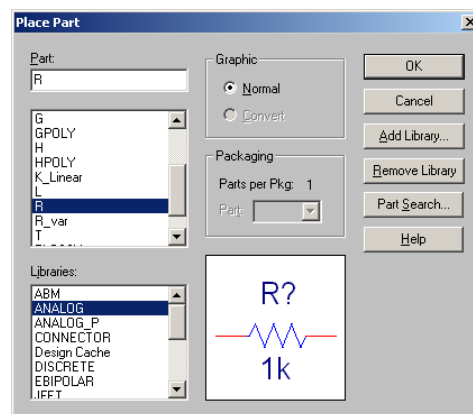 Place Part
Part:
R
G
GPOLY
H
HPOLY
K_Linear
L
R
R_var
T
Libraries:
ABM
ANALOG
ANALOG_P
CONNECTOR
Design Cache
DISCRETE
EBIPOLAR
JFET
Graphic
Normal
Convert
Packaging
Parts per Pkg: 1
Part:
R?
1k
OK
Cancel
Add Library...
Remove Library
Part Search...
Help